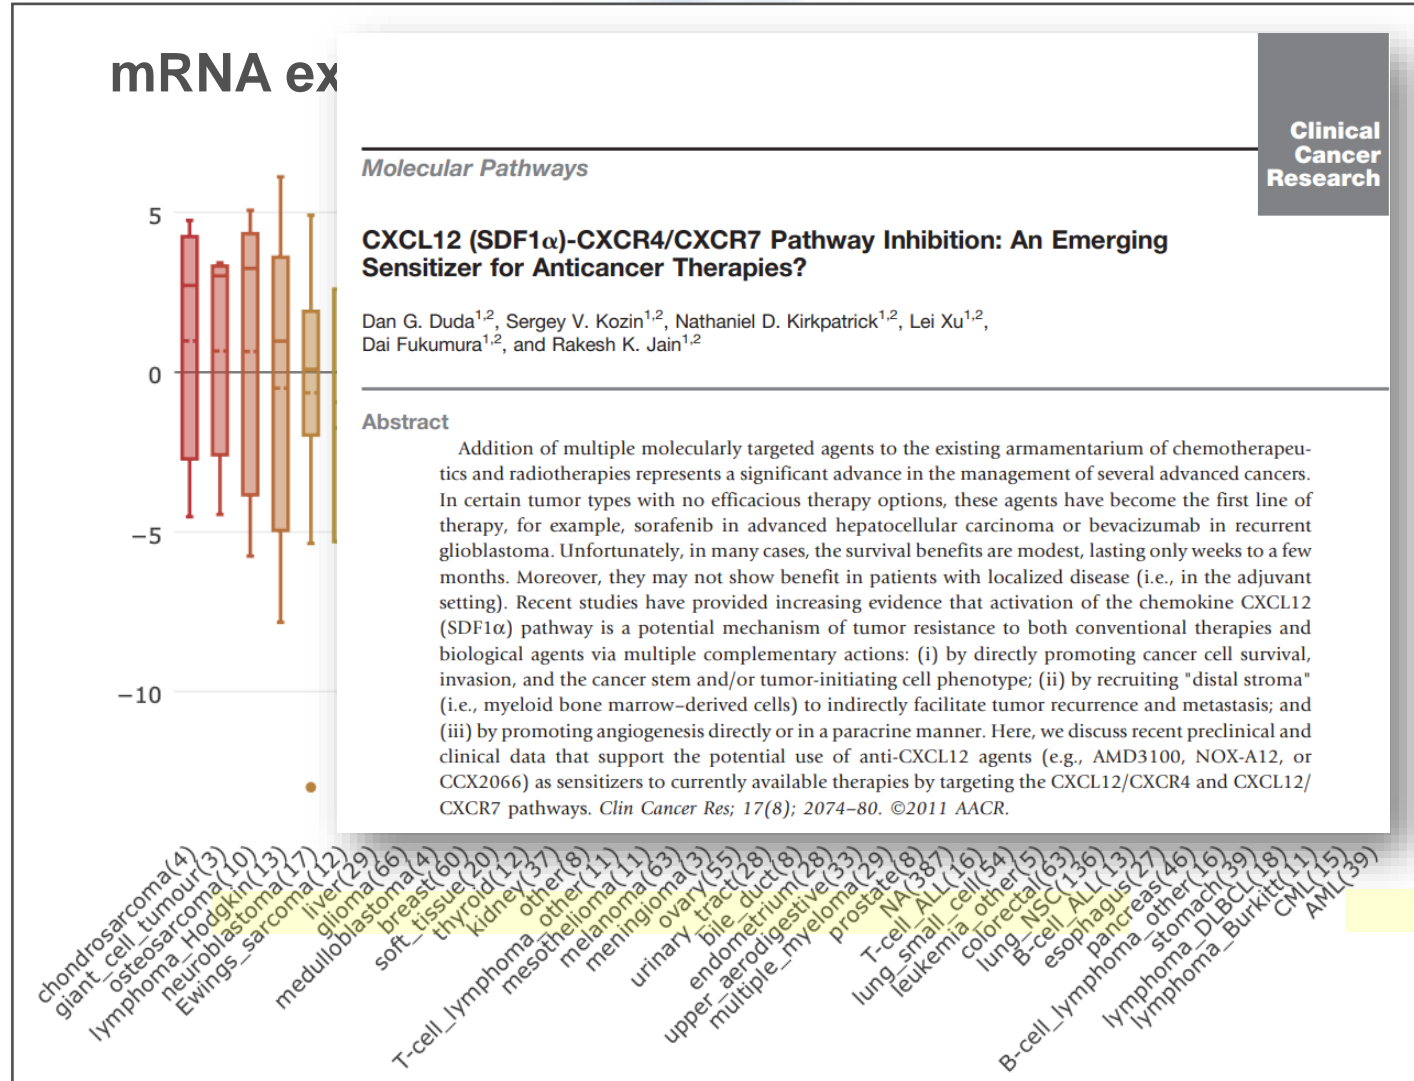 mRNA ex
Clinical
Cancer
Research
Molecular Pathways
CXCL12 (SDF1α)-CXCR4/CXCR7 Pathway Inhibition: An Emerging
Sensitizer for Anticancer Therapies?
Dan G. Duda1,2, Sergey V. Kozin1,2, Nathaniel D. Kirkpatrick1,2, Lei Xu1,2,
Dai Fukumura1,2, and Rakesh K. Jain1,2
Abstract
Addition of multiple molecularly targeted agents to the existing armamentarium of chemotherapeu-
tics and radiotherapies represents a significant advance in the management of several advanced cancers.
In certain tumor types with no efficacious therapy options, these agents have become the first line of
therapy, for example, sorafenib in advanced hepatocellular carcinoma or bevacizumab in recurrent
glioblastoma. Unfortunately, in many cases, the survival benefits are modest, lasting only weeks to a few
months. Moreover, they may not show benefit in patients with localized disease (i.e., in the adjuvant
setting). Recent studies have provided increasing evidence that activation of the chemokine CXCL12
(SDF1α) pathway is a potential mechanism of tumor resistance to both conventional therapies and
biological agents via multiple complementary actions: (i) by directly promoting cancer cell survival,
invasion, and the cancer stem and/or tumor-initiating cell phenotype; (ii) by recruiting "distal stroma"
(i.e., myeloid bone marrow–derived cells) to indirectly facilitate tumor recurrence and metastasis; and
(iii) by promoting angiogenesis directly or in a paracrine manner. Here, we discuss recent preclinical and
clinical data that support the potential use of anti-CXCL12 agents (e.g., AMD3100, NOX-A12, or
CCX2066) as sensitizers to currently available therapies by targeting the CXCL12/CXCR4 and CXCL12/
CXCR7 pathways. Clin Cancer Res; 17(8); 2074–80. ©2011 AACR.
5
0
−5
−10
chondrosarcoma(4)
giant_cell_tumour(3)
osteosarcoma(10)
lymphoma_Hodgkin(13)
neuroblastoma(17)
Ewings_sarcoma(12)
liver(29)
glioma(66)
medulloblastoma(4)
breast(60)
soft_tissue(20)
thyroid(12)
kidney(37)
other(8)
T-cell_lymphoma_other(11)
mesothelioma(11)
melanoma(63)
meningioma(3)
ovary(55)
urinary_tract(28)
bile_duct(8)
endometrium(28)
upper_aerodigestive(33)
multiple_myeloma(29)
prostate(8)
NA(387)
T-cell_ALL(16)
lung_small_cell(54)
leukemia_other(5)
colorectal(63)
lung_NSC(136)
B-cell_ALL(13)
esophagus(27)
pancreas(46)
B-cell_lymphoma_other(16)
stomach(39)
lymphoma_DLBCL(18)
lymphoma_Burkitt(11)
CML(15)
AML(39)